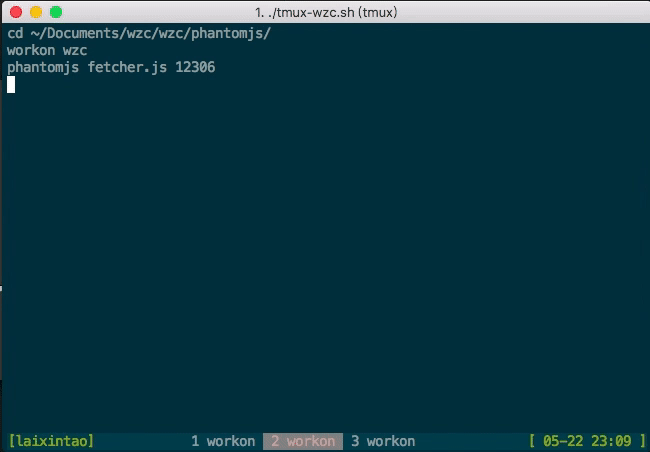 1. ./tmux-wzc.sh (tmux)
cd ~/Documents/wzc/wzc/phantomjs/
workon wzc
phantomjs fetcher.js 12306
[laixintao] 1 workon 2 workon 3 workon [ 05-22 23:09 ]